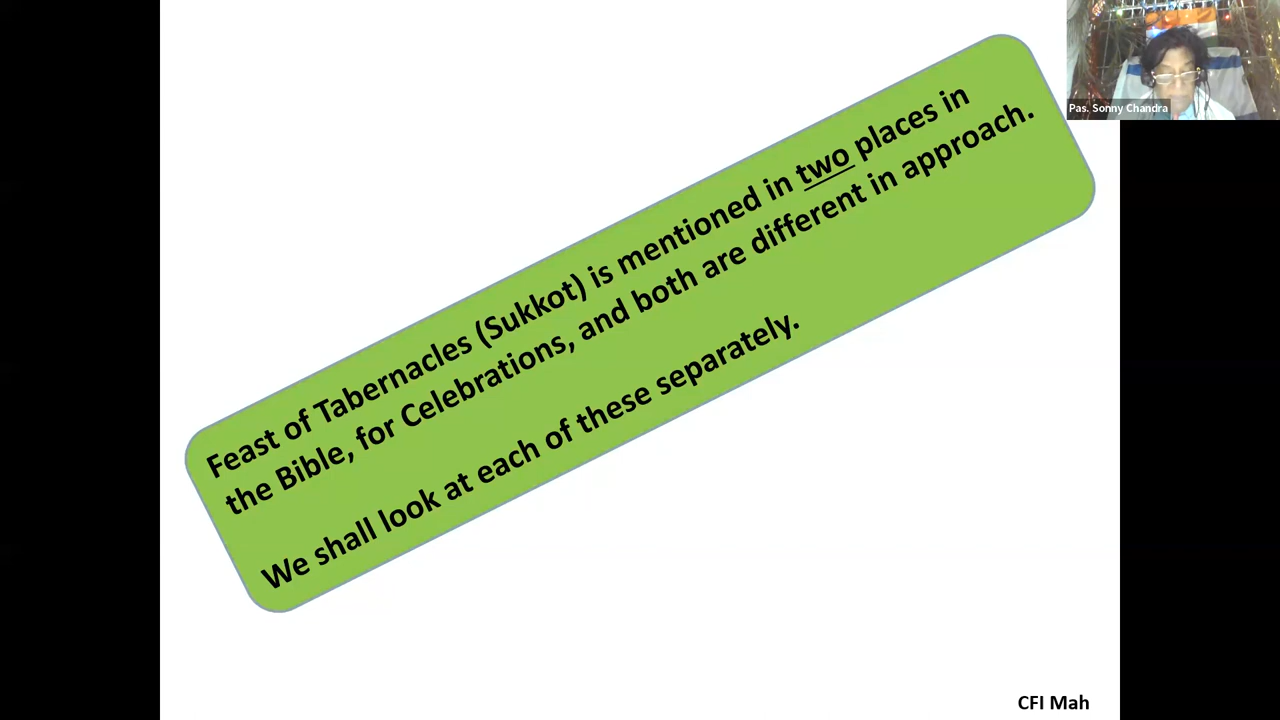 Feast of Tabernacles (Sukkot) is mentioned in two places in
the Bible, for Celebrations, and both are different in approach.
We shall look at each of these separately.
Pas. Sonny Chandra
CFI Mah